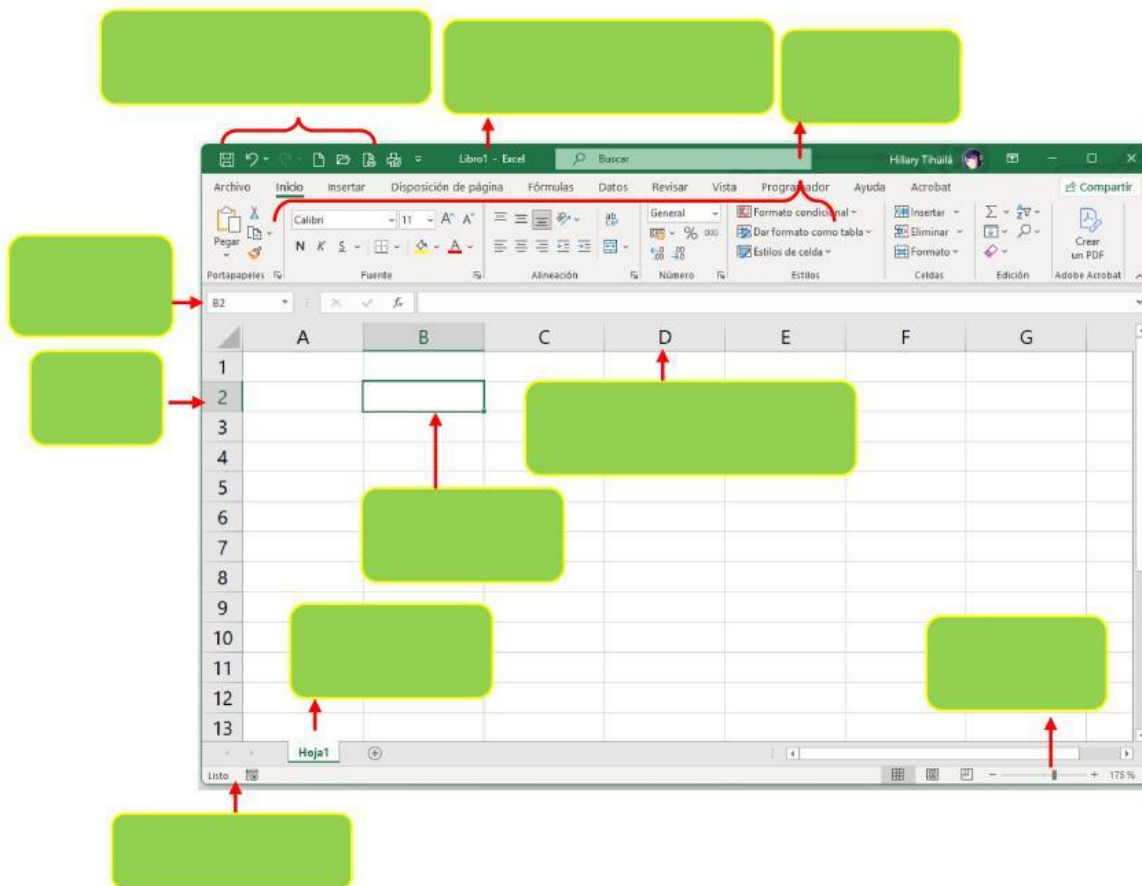 Libro1 - Excel
Buscar
Hillary Tihuilá
Archivo Inicio Insertar Disposición de página Fórmulas Datos Revisar Vista Programador Ayuda Acrobat Compartir
Pegar
Calibri 11 A A
ab
General
Formato condicional
Insertar
N K S A
% 000
Dar formato como tabla
Eliminar
Estilos de celda
Formato
Crear un PDF
Portapapeles Fuente Alineación Número Estilos Celdas Edición Adobe Acrobat
B2 fx
A B C D E F G
1
2
3
4
5
6
7
8
9
10
11
12
13
Hoja1
Listo 175 %